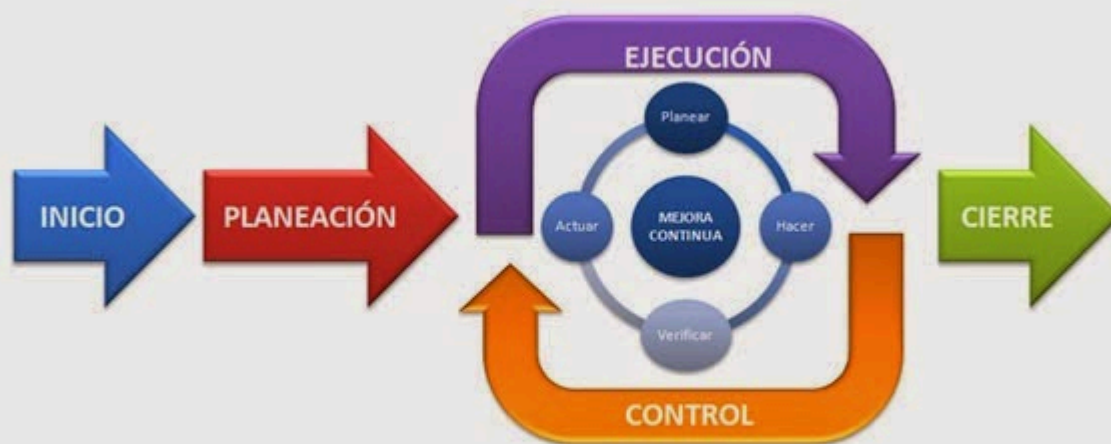 INICIO
PLANEACIÓN
EJECUCIÓN
Planear
Actuar
MEJORA
CONTINUA
Hacer
Verificar
CONTROL
CIERRE